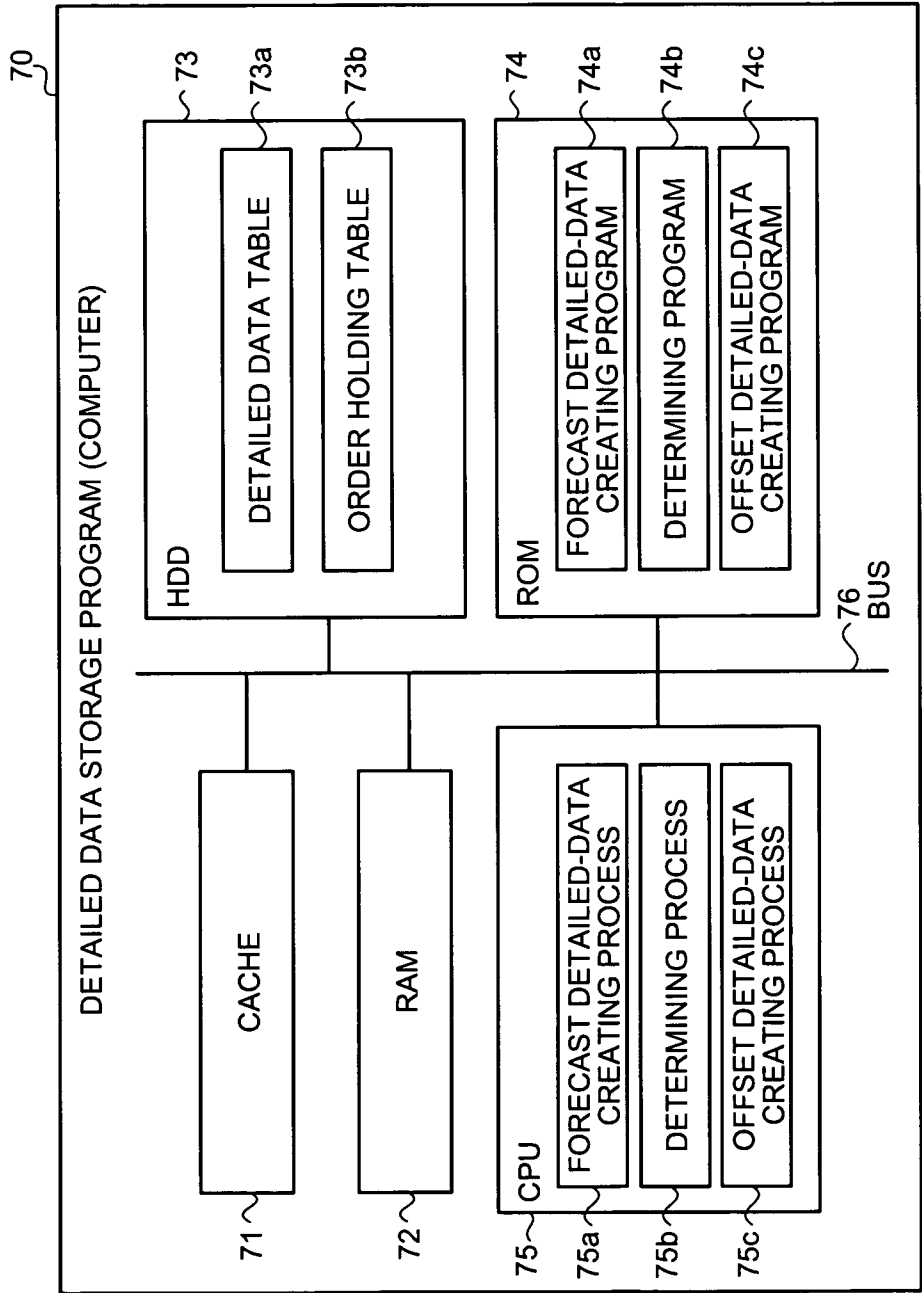 70
DETAILED DATA STORAGE PROGRAM (COMPUTER)
71
CACHE
72
RAM
HDD
73
DETAILED DATA TABLE
73a
ORDER HOLDING TABLE
73b
75
CPU
75a
FORECAST DETAILED-DATA
CREATING PROCESS
75b
DETERMINING PROCESS
75c
OFFSET DETAILED-DATA
CREATING PROCESS
76
BUS
ROM
74
FORECAST DETAILED-DATA
CREATING PROGRAM
74a
DETERMINING PROGRAM
74b
OFFSET DETAILED-DATA
CREATING PROGRAM
74c